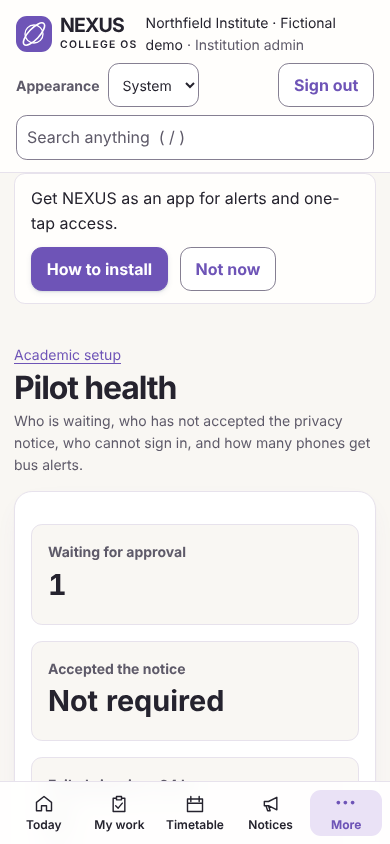 NEXUS
COLLEGE OS
Northfield Institute · Fictional
demo · Institution admin
Appearance
System
Sign out
Search anything ( / )
Get NEXUS as an app for alerts and one-
tap access.
How to install
Not now
Academic setup
Pilot health
Who is waiting, who has not accepted the privacy
notice, who cannot sign in, and how many phones get
bus alerts.
Waiting for approval
1
Accepted the notice
Not required
Today
My work
Timetable
Notices
More